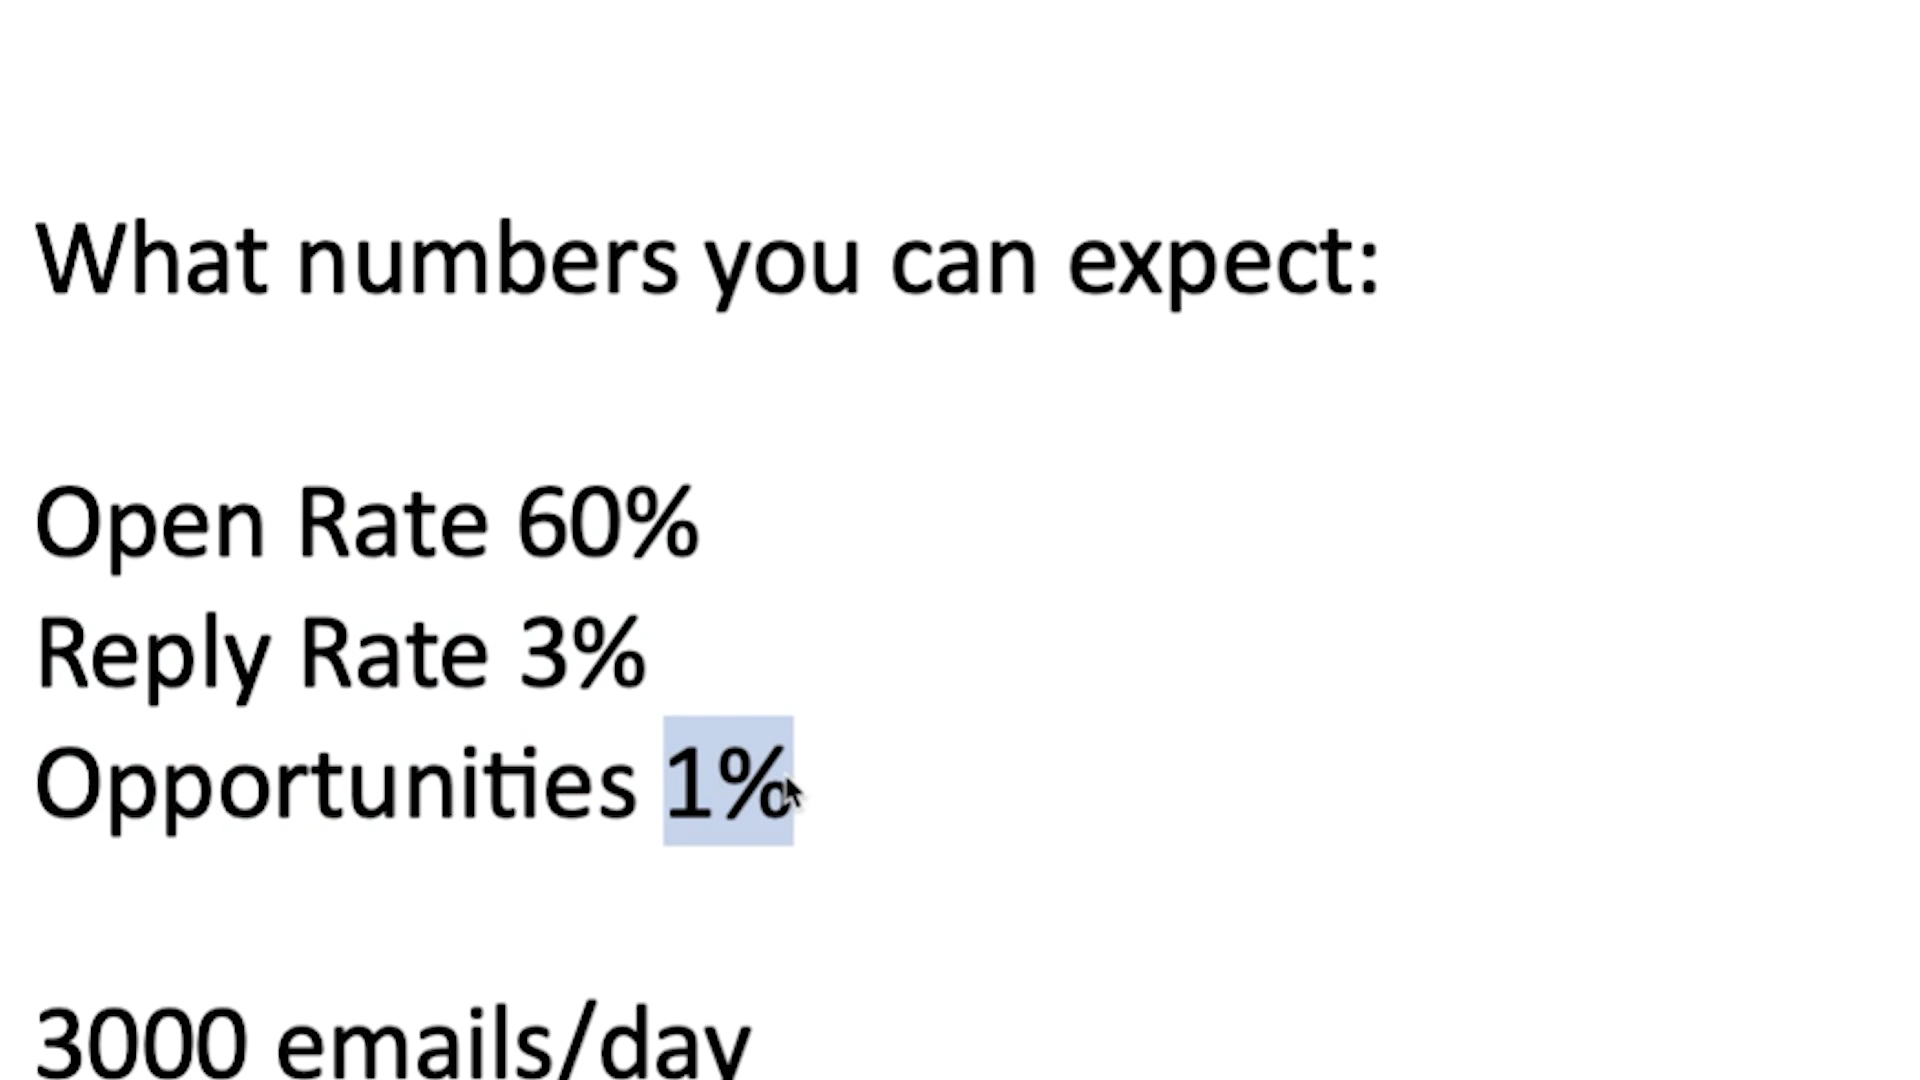 What numbers you can expect:
Open Rate 60%
Reply Rate 3%
Opportunities 1%
3000 emails/day